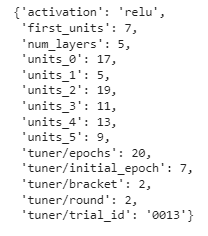 {'activation': 'relu',
'first_units': 7,
'num_layers': 5,
'units_0': 17,
'units_1': 5,
'units_2': 19,
'units_3': 11,
'units_4': 13,
'units_5': 9,
'tuner/epochs': 20,
'tuner/initial_epoch': 7,
'tuner/bracket': 2,
'tuner/round': 2,
'tuner/trial_id': '0013'}